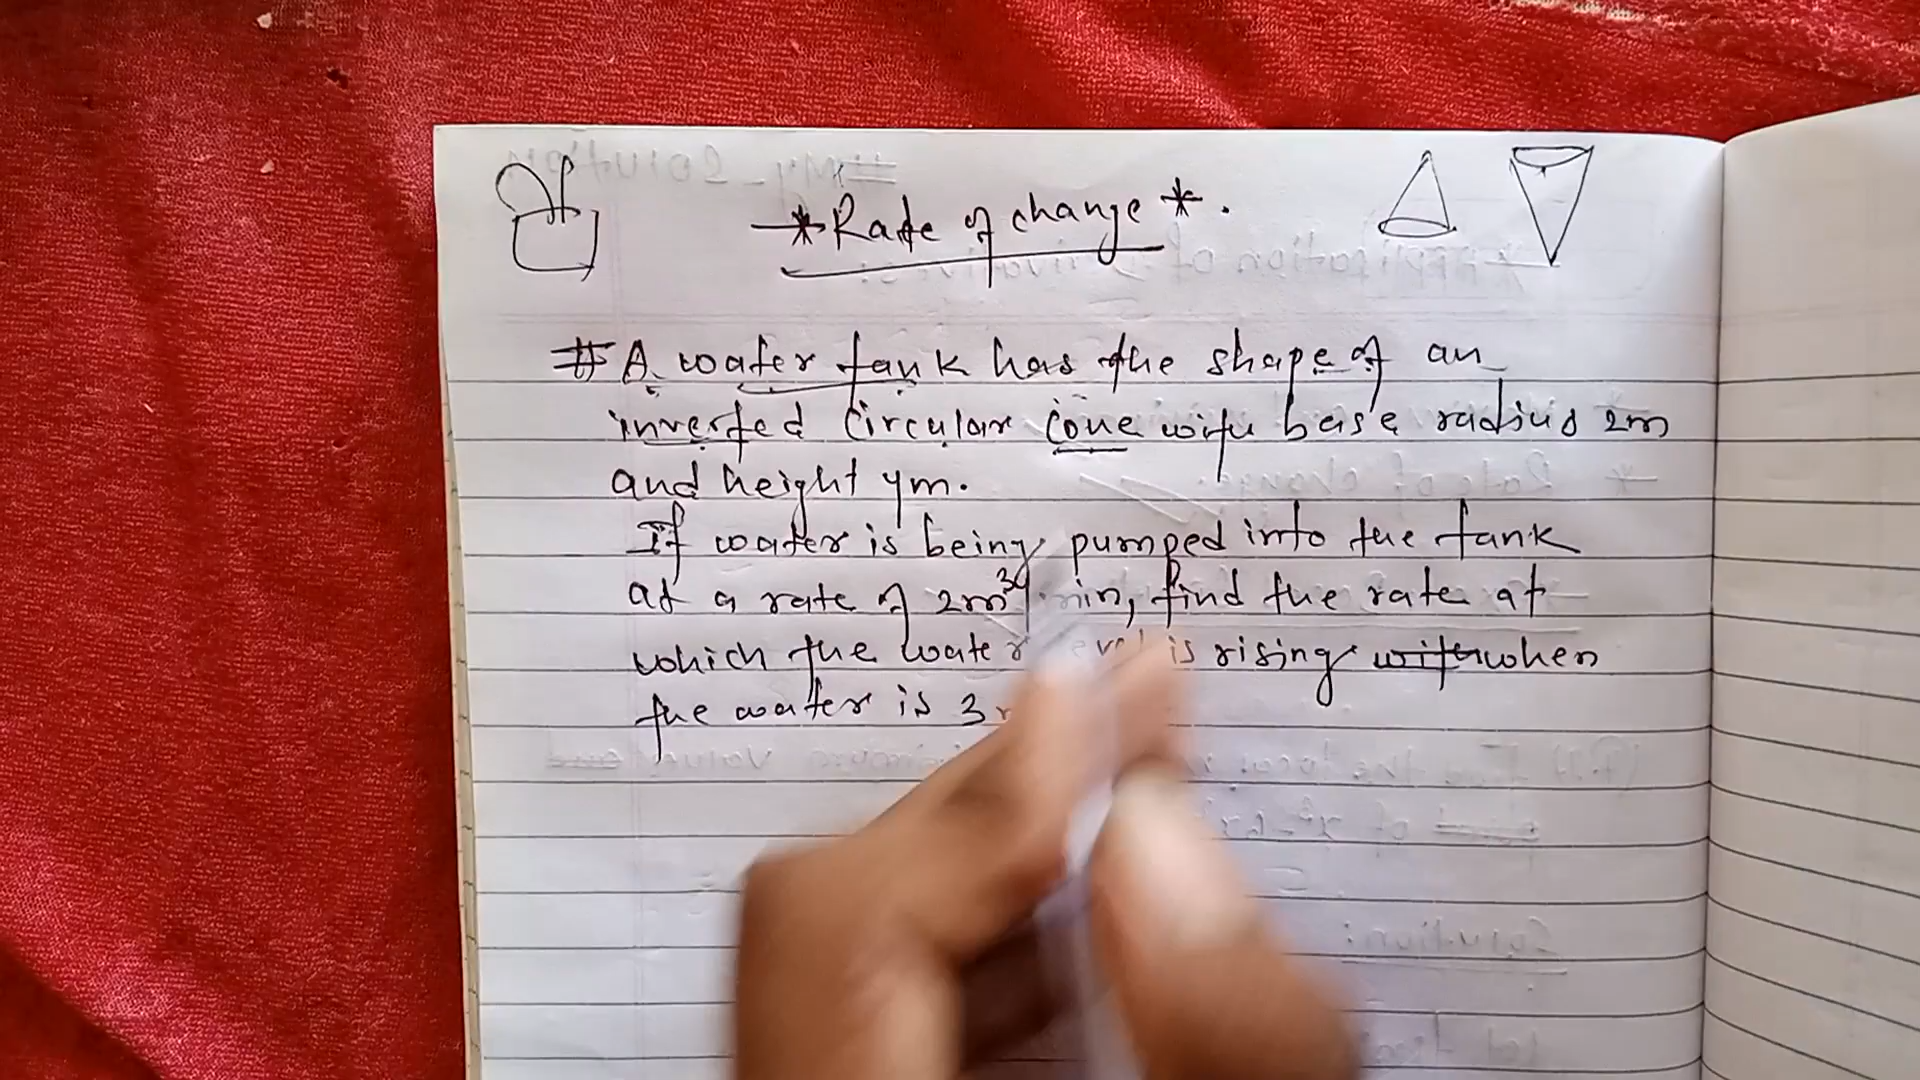 * Rate of change *.
# A water tank has the shape of an
inverted circular cone with base radius 2m
and height 4m.
If water is being pumped into the tank
at a rate of 2m³/min, find the rate at
which the water level is rising when
the water is 3